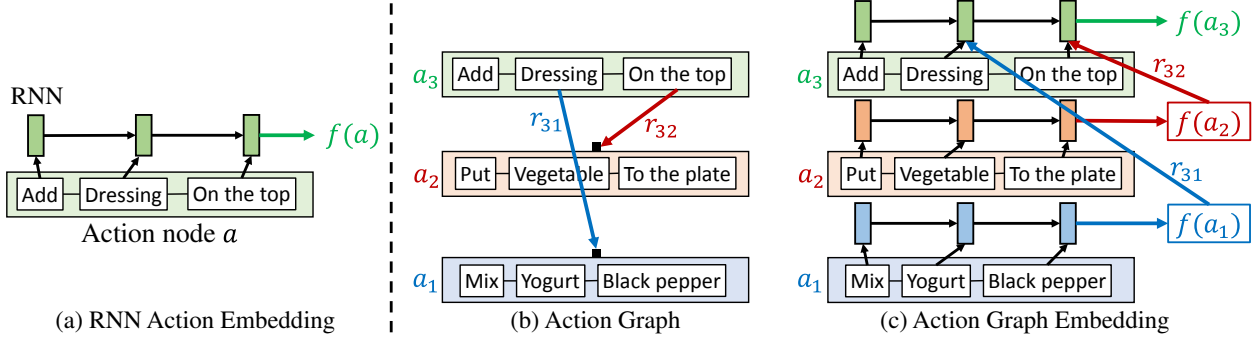 RNN
f(a)
Add Dressing On the top
Action node a
(a) RNN Action Embedding
a₃ Add Dressing On the top
r₃₁ r₃₂
a₂ Put Vegetable To the plate
a₁ Mix Yogurt Black pepper
(b) Action Graph
f(a₃)
a₃ Add Dressing On the top
r₃₂
f(a₂)
a₂ Put Vegetable To the plate
r₃₁
f(a₁)
a₁ Mix Yogurt Black pepper
(c) Action Graph Embedding